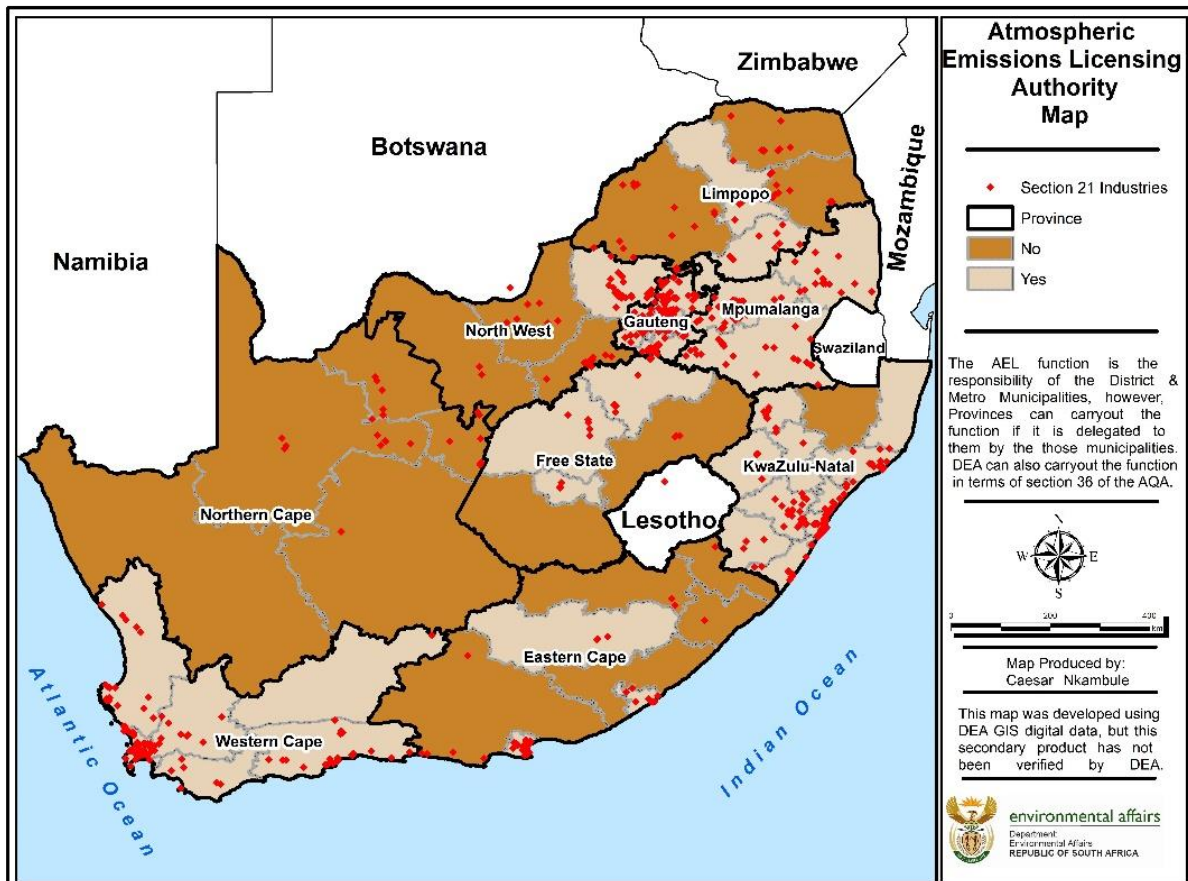 Atmospheric
Emissions Licensing
Authority
Map
Section 21 Industries
Province
No
Yes
The AEL function is the
responsibility of the District &
Metro Municipalities, however,
Provinces can carryout the
function if it is delegated to
them by the those municipalities.
DEA can also carryout the function
in terms of section 36 of the AQA.
N
W E
S
0 200 400
km
Map Produced by:
Caesar Nkambule
This map was developed using
DEA GIS digital data, but this
secondary product has not
been verified by DEA.
environmental affairs
Department:
Environmental Affairs
REPUBLIC OF SOUTH AFRICA
Zimbabwe
Botswana
Mozambique
Namibia
Limpopo
North West
Gauteng
Mpumalanga
Swaziland
Free State
KwaZulu-Natal
Northern Cape
Lesotho
Eastern Cape
Western Cape
Atlantic Ocean
Indian Ocean